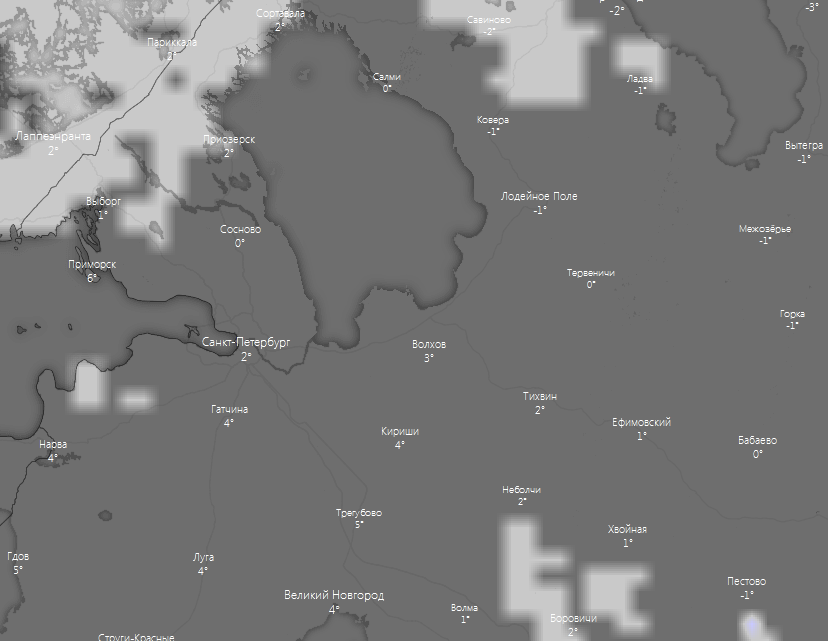 Сортавала
2°
Савиново
-2°
-2°
-3°
Париккала
Салми
0°
Ладва
-1°
Ковера
-1°
Лаппеэнранта
2°
Приозерск
2°
Вытегра
-1°
Выборг
1°
Лодейное Поле
-1°
Сосново
0°
Межозёрье
-1°
Приморск
6°
Тервеничи
0°
Горка
-1°
Санкт-Петербург
2°
Волхов
3°
Гатчина
4°
Тихвин
2°
Ефимовский
1°
Кириши
4°
Нарва
4°
Бабаево
0°
Неболчи
2°
Трегубово
5°
Хвойная
1°
Гдов
5°
Луга
4°
Пестово
-1°
Великий Новгород
4°
Волма
1°
Боровичи
2°
Струги-Красные